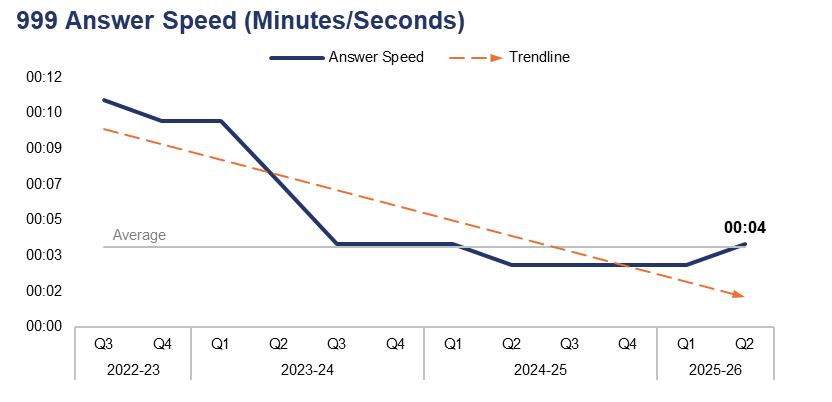 999 Answer Speed (Minutes/Seconds)
Answer Speed Trendline
00:12
00:10
00:09
00:07
00:05
00:03
00:02
00:00
Average
00:04
Q3 Q4 Q1 Q2 Q3 Q4 Q1 Q2 Q3 Q4 Q1 Q2
2022-23 2023-24 2024-25 2025-26